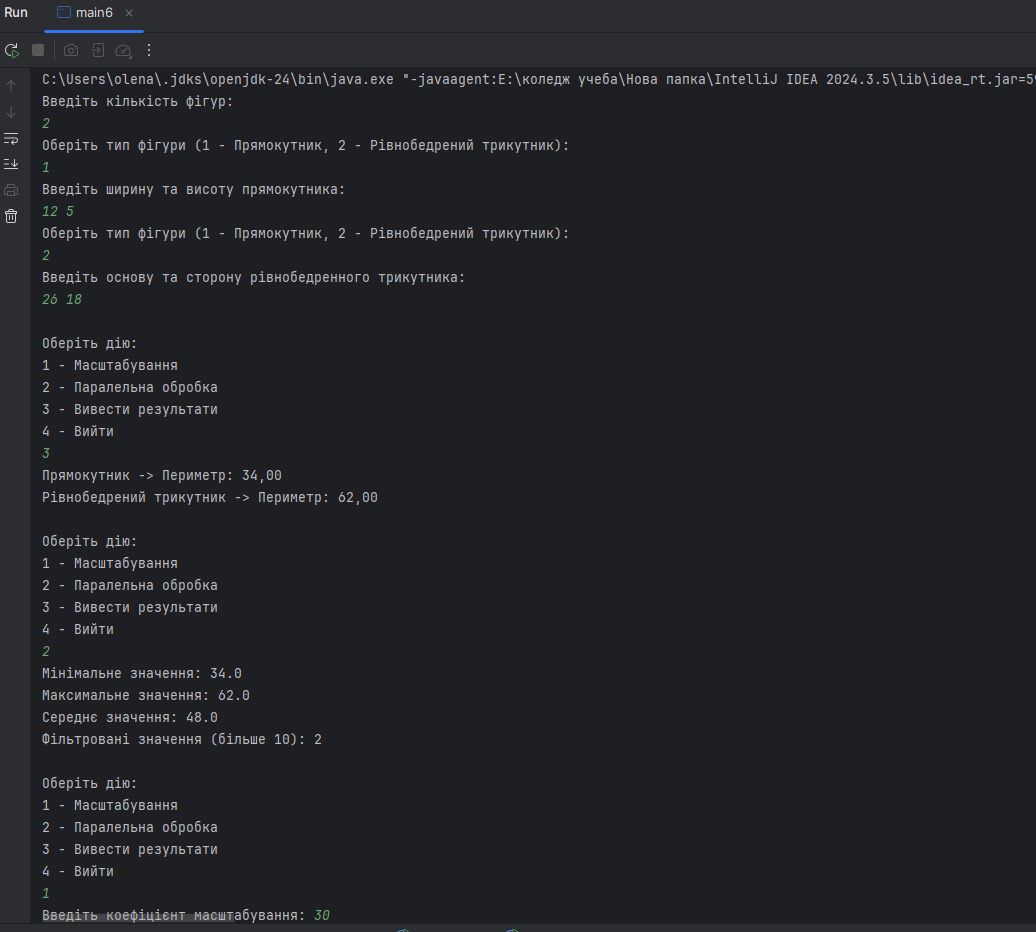 Run main6
C:\Users\olena\.jdks\openjdk-24\bin\java.exe "-javaagent:E:\коледж учеба\Нова папка\IntelliJ IDEA 2024.3.5\lib\idea_rt.jar=59
Введіть кількість фігур:
2
Оберіть тип фігури (1 - Прямокутник, 2 - Рівнобедрений трикутник):
1
Введіть ширину та висоту прямокутника:
12 5
Оберіть тип фігури (1 - Прямокутник, 2 - Рівнобедрений трикутник):
2
Введіть основу та сторону рівнобедренного трикутника:
26 18
Оберіть дію:
1 - Масштабування
2 - Паралельна обробка
3 - Вивести результати
4 - Вийти
3
Прямокутник -> Периметр: 34,00
Рівнобедрений трикутник -> Периметр: 62,00
Оберіть дію:
1 - Масштабування
2 - Паралельна обробка
3 - Вивести результати
4 - Вийти
2
Мінімальне значення: 34.0
Максимальне значення: 62.0
Середнє значення: 48.0
Фільтровані значення (більше 10): 2
Оберіть дію:
1 - Масштабування
2 - Паралельна обробка
3 - Вивести результати
4 - Вийти
1
Введіть коефіцієнт масштабування: 30